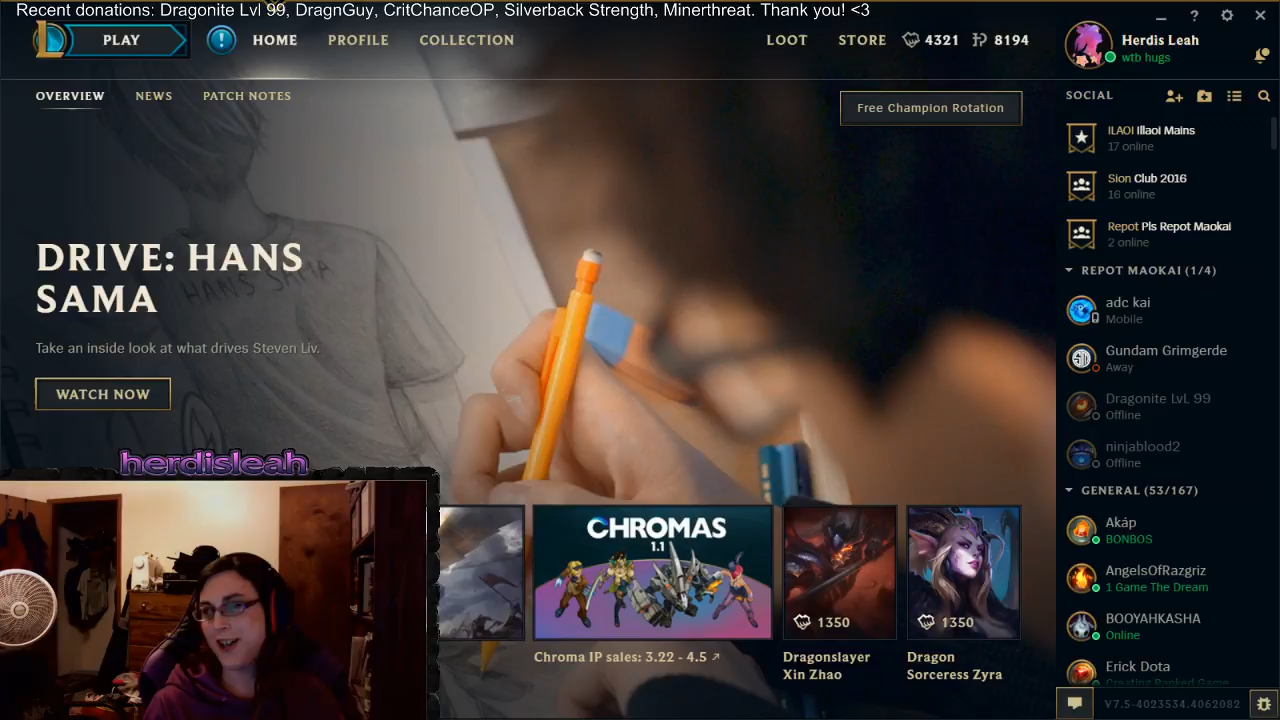 Recent donations: Dragonite Lvl 99, DragnGuy, CritChanceOP, Silverback Strength, Minerthreat. Thank you! <3
PLAY
HOME
PROFILE
COLLECTION
LOOT
STORE
4321
8194
Herdis Leah
wtb hugs
OVERVIEW
NEWS
PATCH NOTES
Free Champion Rotation
SOCIAL
ILAOI Illaoi Mains
17 online
Sion Club 2016
16 online
Repot Pls Repot Maokai
2 online
REPOT MAOKAI (1/4)
adc kai
Mobile
Gundam Grimgerde
Away
Dragonite LvL 99
Offline
ninjablood2
Offline
GENERAL (53/167)
Akáp
BONBOS
AngelsOfRazgriz
1 Game The Dream
BOOYAHKASHA
Online
Erick Dota
Creating Ranked Game
V7.5-4023534.4062082
HANS SAMA
DRIVE: HANS
SAMA
Take an inside look at what drives Steven Liv.
WATCH NOW
herdisleah
CHROMAS
1.1
Chroma IP sales: 3.22 - 4.5
1350
Dragonslayer
Xin Zhao
1350
Dragon
Sorceress Zyra